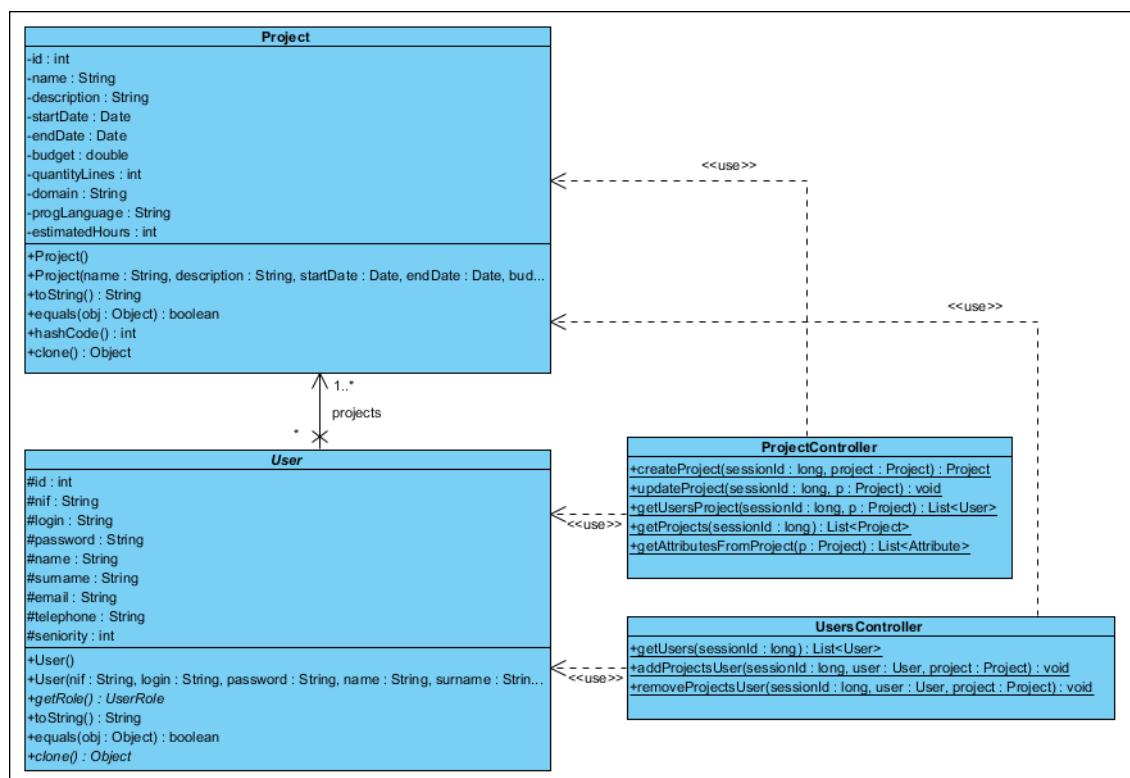 Project
-id : int
-name : String
-description : String
-startDate : Date
-endDate : Date
-budget : double
-quantityLines : int
-domain : String
-progLanguage : String
-estimatedHours : int
+Project()
+Project(name : String, description : String, startDate : Date, endDate : Date, bud...
+toString() : String
+equals(obj : Object) : boolean
+hashCode() : int
+clone() : Object
<<use>>
<<use>>
1..*
projects
*
User
#id : int
#nif : String
#login : String
#password : String
#name : String
#surname : String
#email : String
#telephone : String
#seniority : int
+User()
+User(nif : String, login : String, password : String, name : String, surname : Strin...
+getRole() : UserRole
+toString() : String
+equals(obj : Object) : boolean
+clone() : Object
<<use>>
<<use>>
ProjectController
+createProject(sessionId : long, project : Project) : Project
+updateProject(sessionId : long, p : Project) : void
+getUsersProject(sessionId : long, p : Project) : List<User>
+getProjects(sessionId : long) : List<Project>
+getAttributesFromProject(p : Project) : List<Attribute>
UsersController
+getUsers(sessionId : long) : List<User>
+addProjectsUser(sessionId : long, user : User, project : Project) : void
+removeProjectsUser(sessionId : long, user : User, project : Project) : void